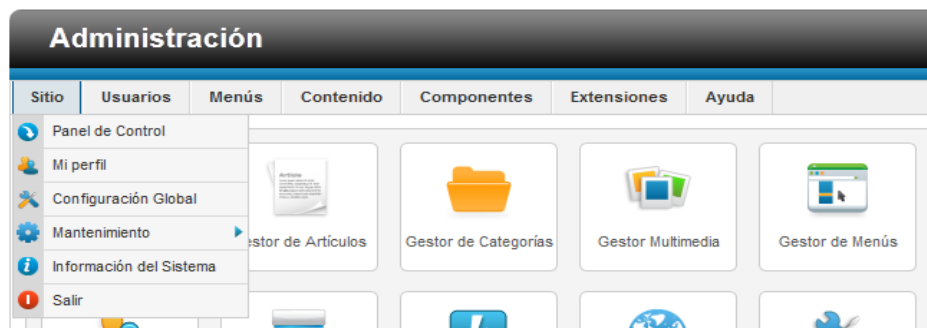 Administración
Sitio Usuarios Menús Contenido Componentes Extensiones Ayuda
Panel de Control
Mi perfil
Configuración Global
Mantenimiento
Información del Sistema
Salir
Artículo
estor de Artículos Gestor de Categorías Gestor Multimedia Gestor de Menús